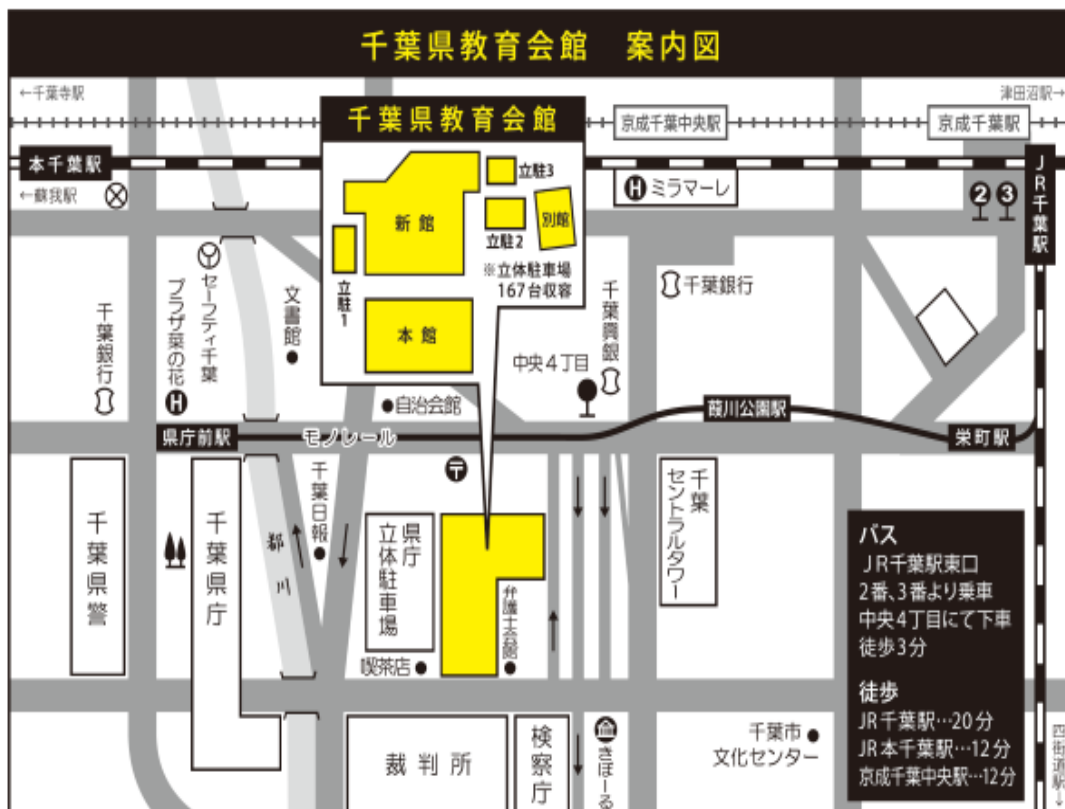 千葉県教育会館 案内図
←千葉寺駅
津田沼駅→
千葉県教育会館
京成千葉中央駅
京成千葉駅
本千葉駅
←蘇我駅
JR千葉駅
Hミラマーレ
2 3
新館
立駐3
立駐2
別館
立駐1
※立体駐車場
167台収容
本館
セーフティ千葉
プラザ菜の花
H
千葉銀行
文書館
千葉興銀
千葉銀行
中央4丁目
自治会館
葭川公園駅
県庁前駅
モノレール
栄町駅
〒
千葉県警
千葉県庁
都川
千葉日報
県庁
立体駐車場
喫茶店
弁護士会館
千葉
セントラルタワー
バス
JR千葉駅東口
2番、3番より乗車
中央4丁目にて下車
徒歩3分
徒歩
JR千葉駅…20分
JR本千葉駅…12分
京成千葉中央駅…12分
裁判所
検察庁
きぼーる
千葉市
文化センター
四街道駅→